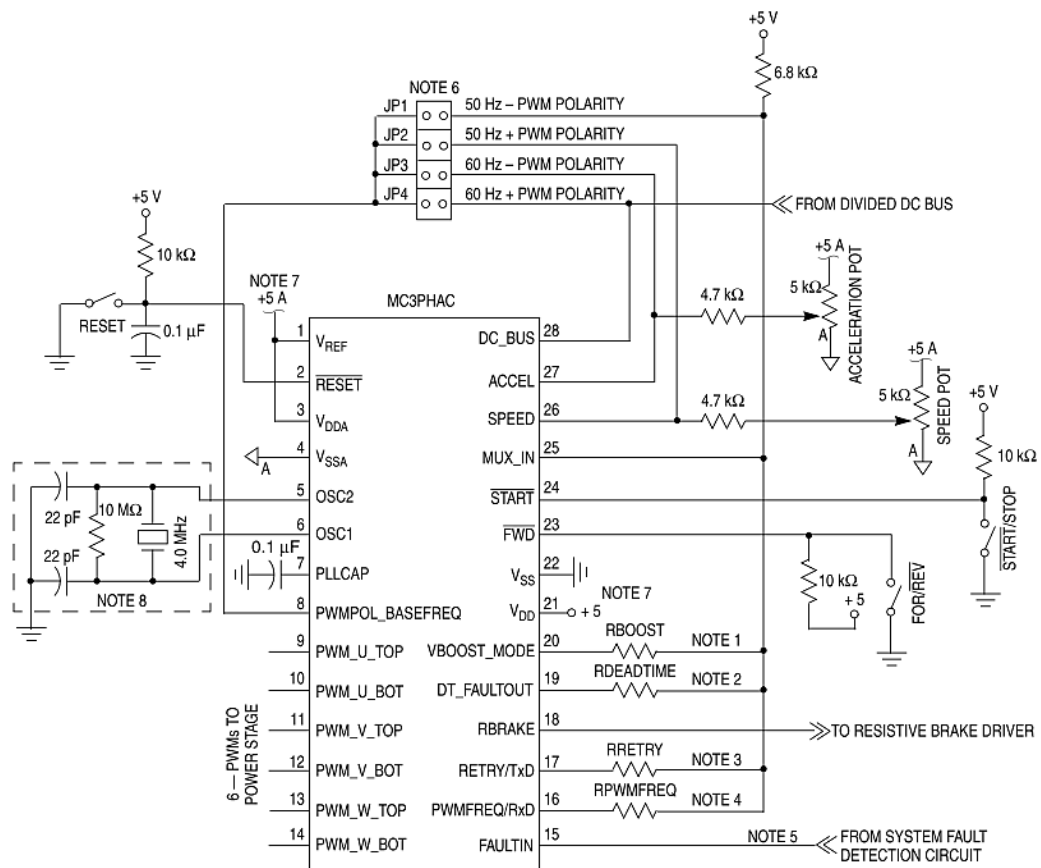 +5 V
6.8 kΩ
NOTE 6
JP1 50 Hz – PWM POLARITY
JP2 50 Hz + PWM POLARITY
JP3 60 Hz – PWM POLARITY
JP4 60 Hz + PWM POLARITY
FROM DIVIDED DC BUS
+5 V
10 kΩ
RESET
0.1 μF
NOTE 7
+5 A
MC3PHAC
+5 A
5 kΩ
A
ACCELERATION POT
4.7 kΩ
+5 A
5 kΩ
A
SPEED POT
4.7 kΩ
+5 V
10 kΩ
START/STOP
1 VREF
2 RESET
3 VDDA
4 VSSA
A
5 OSC2
6 OSC1
7 PLLCAP
8 PWMPOL_BASEFREQ
9 PWM_U_TOP
10 PWM_U_BOT
11 PWM_V_TOP
12 PWM_V_BOT
13 PWM_W_TOP
14 PWM_W_BOT
22 pF
10 MΩ
4.0 MHz
22 pF
NOTE 8
0.1 μF
6 — PWMs TO
POWER STAGE
DC_BUS 28
ACCEL 27
SPEED 26
MUX_IN 25
START 24
FWD 23
VSS 22
VDD 21
+ 5
NOTE 7
10 kΩ
+ 5
FOR/REV
VBOOST_MODE 20 RBOOST NOTE 1
DT_FAULTOUT 19 RDEADTIME NOTE 2
RBRAKE 18 TO RESISTIVE BRAKE DRIVER
RETRY/TxD 17 RRETRY NOTE 3
PWMFREQ/RxD 16 RPWMFREQ NOTE 4
FAULTIN 15 NOTE 5 FROM SYSTEM FAULT
DETECTION CIRCUIT